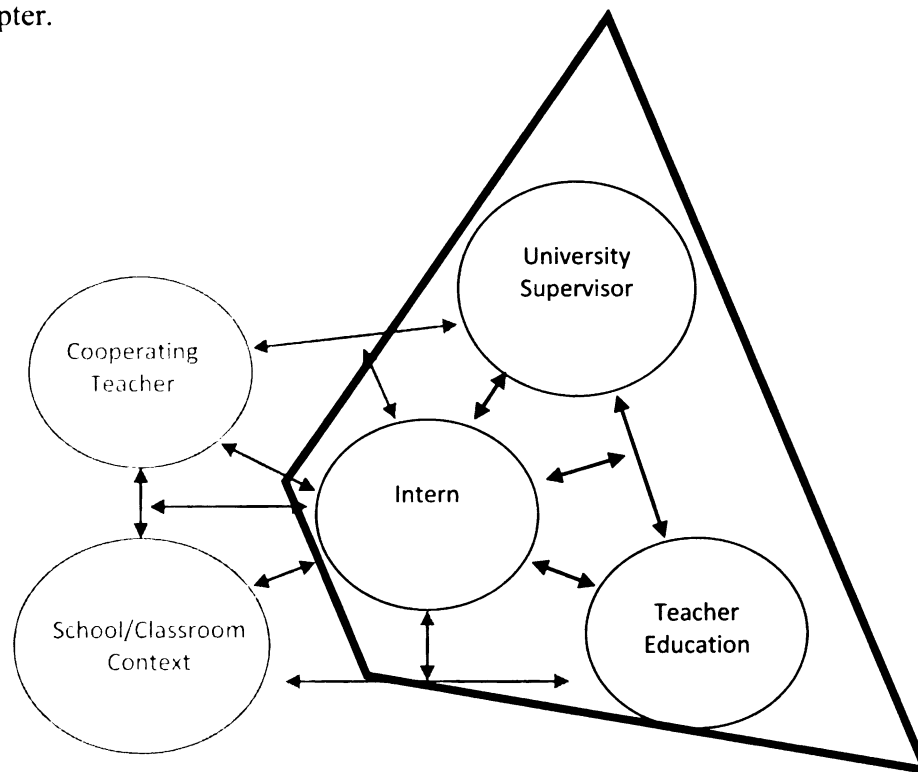 pter.
University
Supervisor
Cooperating
Teacher
Intern
Teacher
Education
School/Classroom
Context